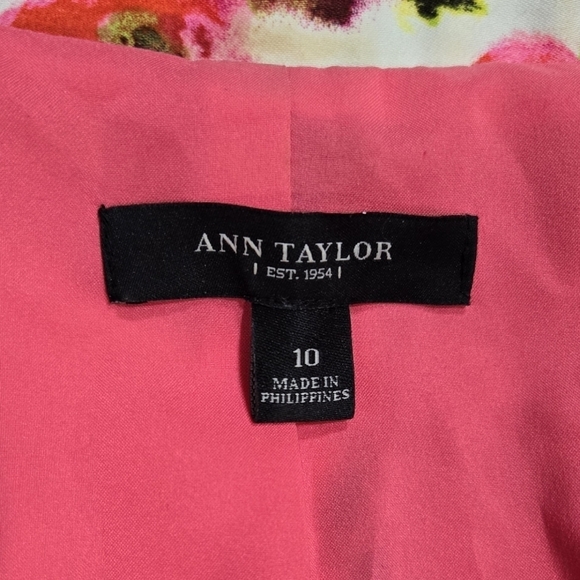 ANN TAYLOR
EST. 1954
10
MADE IN
PHILIPPINES